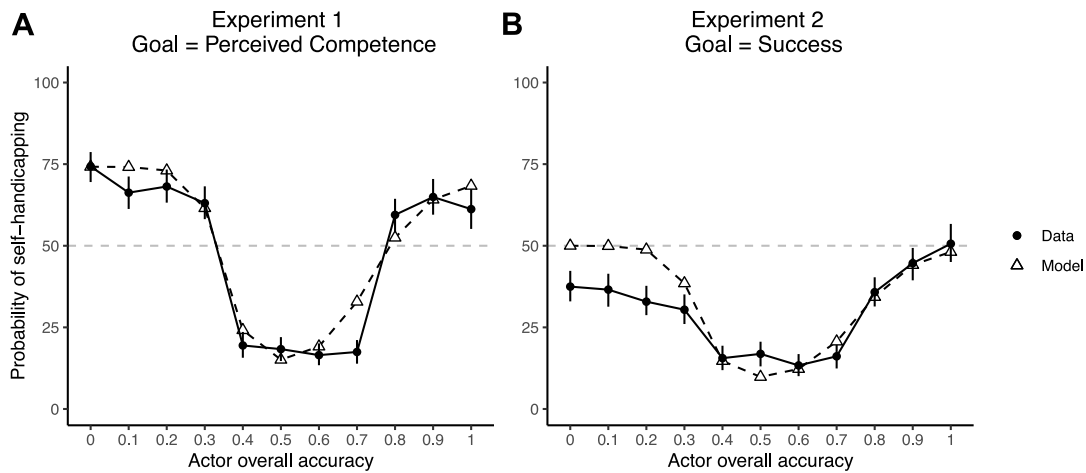 A
Experiment 1
Goal = Perceived Competence
Probability of self−handicapping
100
75
50
25
0
0 0.1 0.2 0.3 0.4 0.5 0.6 0.7 0.8 0.9 1
Actor overall accuracy
B
Experiment 2
Goal = Success
100
75
50
25
0
0 0.1 0.2 0.3 0.4 0.5 0.6 0.7 0.8 0.9 1
Actor overall accuracy
Data
Model